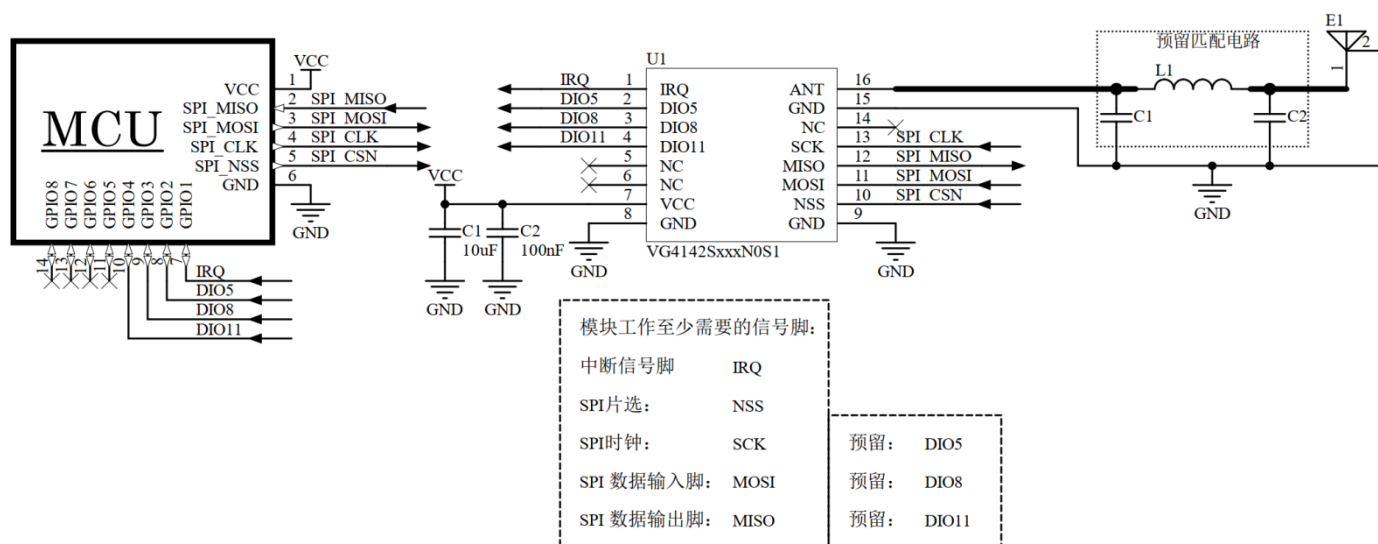 MCU
VCC
1
VCC
SPI_MISO
2
SPI_MISO
SPI_MOSI
3
SPI_MOSI
SPI_CLK
4
SPI_CLK
SPI_NSS
5
SPI_CSN
GND
6
GND
GPIO8
GPIO7
GPIO6
GPIO5
GPIO4
GPIO3
GPIO2
GPIO1
14
13
12
11
10
9
8
7
IRQ
DIO5
DIO8
DIO11
VCC
C1
10uF
C2
100nF
GND
GND
U1
IRQ
1
IRQ
DIO5
2
DIO5
DIO8
3
DIO8
DIO11
4
DIO11
5
NC
6
NC
7
VCC
8
GND
GND
ANT
16
GND
15
NC
14
SCK
13
SPI_CLK
MISO
12
SPI_MISO
MOSI
11
SPI_MOSI
NSS
10
SPI_CSN
GND
9
GND
VG4142SxxxN0S1
预留匹配电路
L1
C1
C2
GND
E1
2
1
模块工作至少需要的信号脚：
中断信号脚 IRQ
SPI片选： NSS
SPI时钟： SCK
SPI 数据输入脚： MOSI
SPI 数据输出脚： MISO
预留： DIO5
预留： DIO8
预留： DIO11